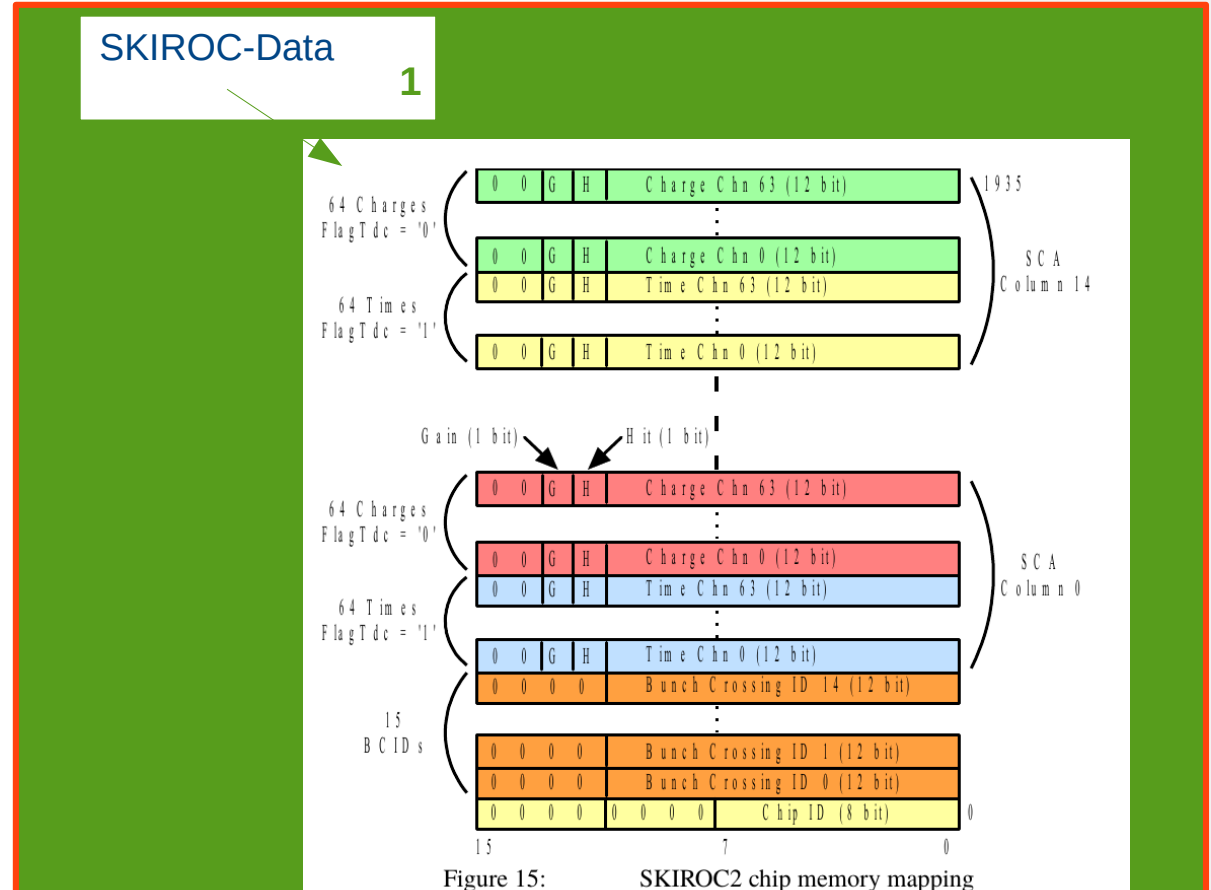 SKIROC-Data
1
0 0 G H Charge Chn 63 (12 bit) 1935
64 Charges
FlagTdc = '0'
0 0 G H Charge Chn 0 (12 bit)
0 0 G H Time Chn 63 (12 bit)
SCA
Column 14
64 Times
FlagTdc = '1'
0 0 G H Time Chn 0 (12 bit)
Gain (1 bit) Hit (1 bit)
0 0 G H Charge Chn 63 (12 bit)
64 Charges
FlagTdc = '0'
0 0 G H Charge Chn 0 (12 bit)
0 0 G H Time Chn 63 (12 bit)
SCA
Column 0
64 Times
FlagTdc = '1'
0 0 G H Time Chn 0 (12 bit)
0 0 0 0 Bunch Crossing ID 14 (12 bit)
15
BCIDs
0 0 0 0 Bunch Crossing ID 1 (12 bit)
0 0 0 0 Bunch Crossing ID 0 (12 bit)
0 0 0 0 0 0 0 0 Chip ID (8 bit) 0
15 7 0
Figure 15: SKIROC2 chip memory mapping